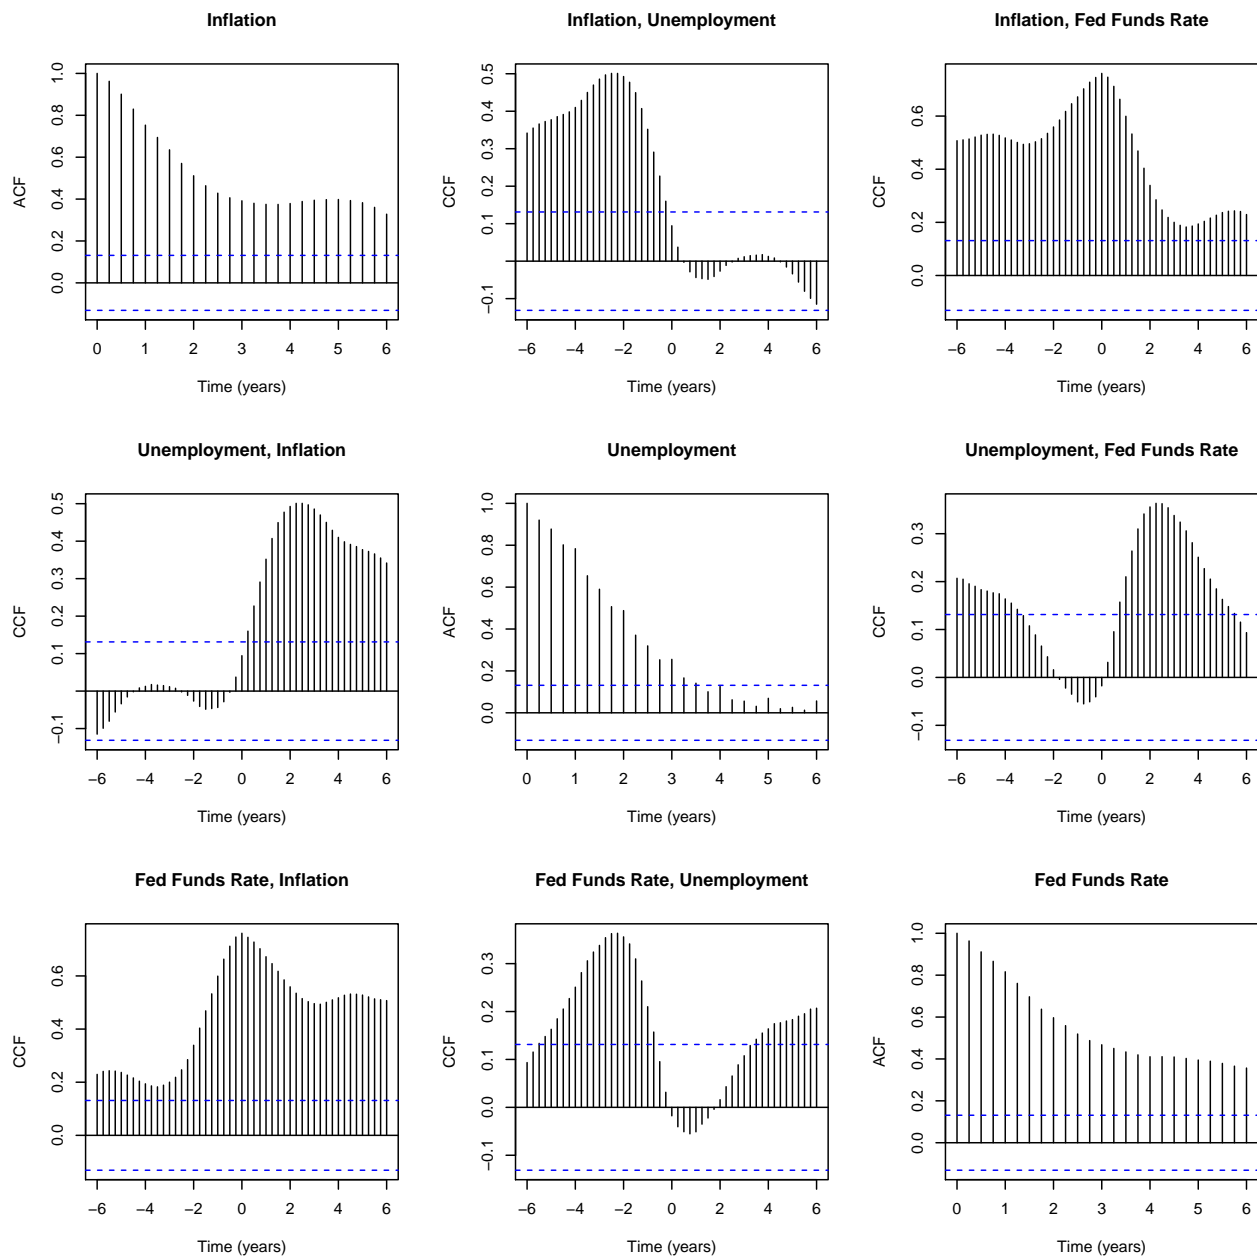 Inflation
Inflation, Unemployment
Inflation, Fed Funds Rate
ACF
0.0 0.2 0.4 0.6 0.8 1.0
0 1 2 3 4 5 6
Time (years)
CCF
−0.1 0.1 0.2 0.3 0.4 0.5
−6 −4 −2 0 2 4 6
Time (years)
CCF
0.0 0.2 0.4 0.6
−6 −4 −2 0 2 4 6
Time (years)
Unemployment, Inflation
Unemployment
Unemployment, Fed Funds Rate
CCF
−0.1 0.1 0.2 0.3 0.4 0.5
−6 −4 −2 0 2 4 6
Time (years)
ACF
0.0 0.2 0.4 0.6 0.8 1.0
0 1 2 3 4 5 6
Time (years)
CCF
−0.1 0.0 0.1 0.2 0.3
−6 −4 −2 0 2 4 6
Time (years)
Fed Funds Rate, Inflation
Fed Funds Rate, Unemployment
Fed Funds Rate
CCF
0.0 0.2 0.4 0.6
−6 −4 −2 0 2 4 6
Time (years)
CCF
−0.1 0.0 0.1 0.2 0.3
−6 −4 −2 0 2 4 6
Time (years)
ACF
0.0 0.2 0.4 0.6 0.8 1.0
0 1 2 3 4 5 6
Time (years)